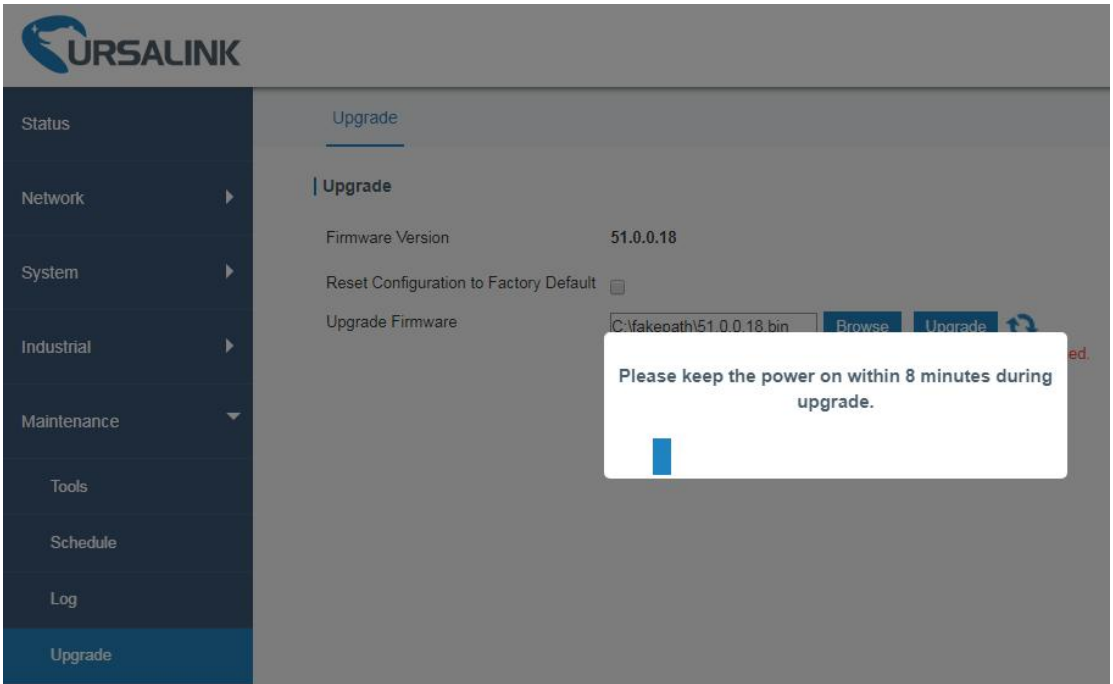 URSALINK
Status
Upgrade
Network
Upgrade
Firmware Version 51.0.0.18
System
Reset Configuration to Factory Default
Upgrade Firmware C:\fakepath\51.0.0.18.bin Browse Upgrade
Industrial
ed.
Please keep the power on within 8 minutes during
upgrade.
Maintenance
Tools
Schedule
Log
Upgrade